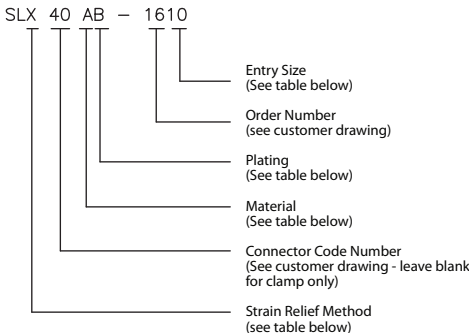 SLX 40 AB - 1610
Entry Size
(See table below)
Order Number
(see customer drawing)
Plating
(See table below)
Material
(See table below)
Connector Code Number
(See customer drawing - leave blank
for clamp only)
Strain Relief Method
(see table below)